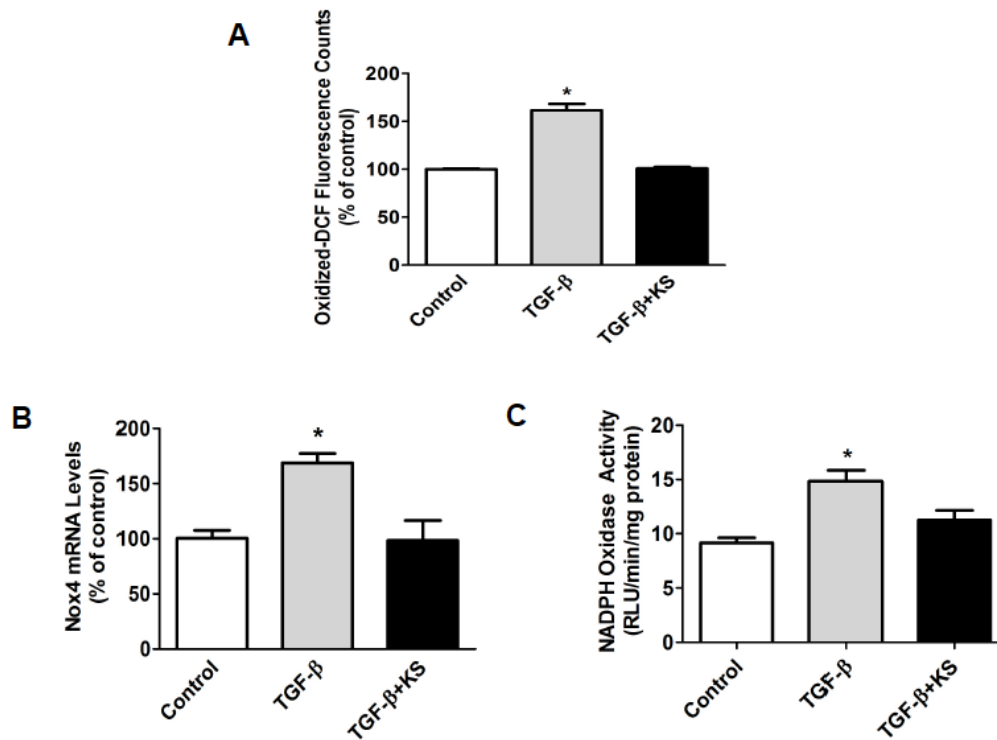 A
Oxidized-DCF Fluorescence Counts
(% of control)
200
150
100
50
0
*
Control
TGF-β
TGF-β+KS
B
Nox4 mRNA Levels
(% of control)
200
150
100
50
0
*
Control
TGF-β
TGF-β+KS
C
NADPH Oxidase Activity
(RLU/min/mg protein)
20
15
10
5
0
*
Control
TGF-β
TGF-β+KS